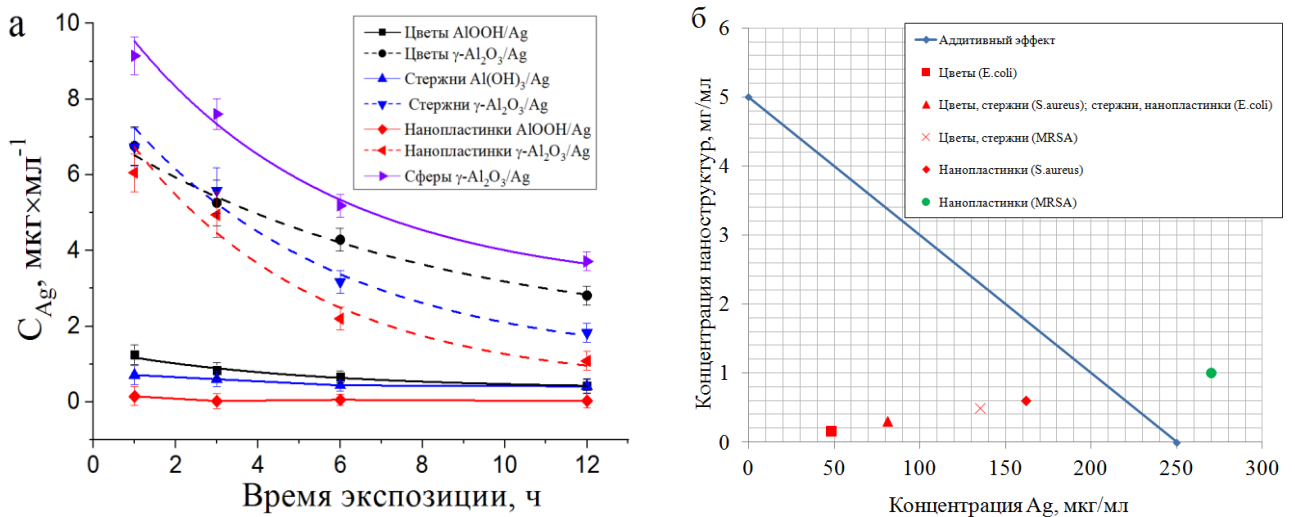 а
C_Ag, мкг×мл⁻¹
10
8
6
4
2
0
Цветы AlOOH/Ag
Цветы γ-Al₂O₃/Ag
Стержни Al(OH)₃/Ag
Стержни γ-Al₂O₃/Ag
Нанопластинки AlOOH/Ag
Нанопластинки γ-Al₂O₃/Ag
Сферы γ-Al₂O₃/Ag
0 2 4 6 8 10 12
Время экспозиции, ч
б
Концентрация наноструктур, мг/мл
6
5
4
3
2
1
0
Аддитивный эффект
Цветы (E.coli)
Цветы, стержни (S.aureus); стержни, нанопластинки (E.coli)
Цветы, стержни (MRSA)
Нанопластинки (S.aureus)
Нанопластинки (MRSA)
0 50 100 150 200 250 300
Концентрация Ag, мкг/мл